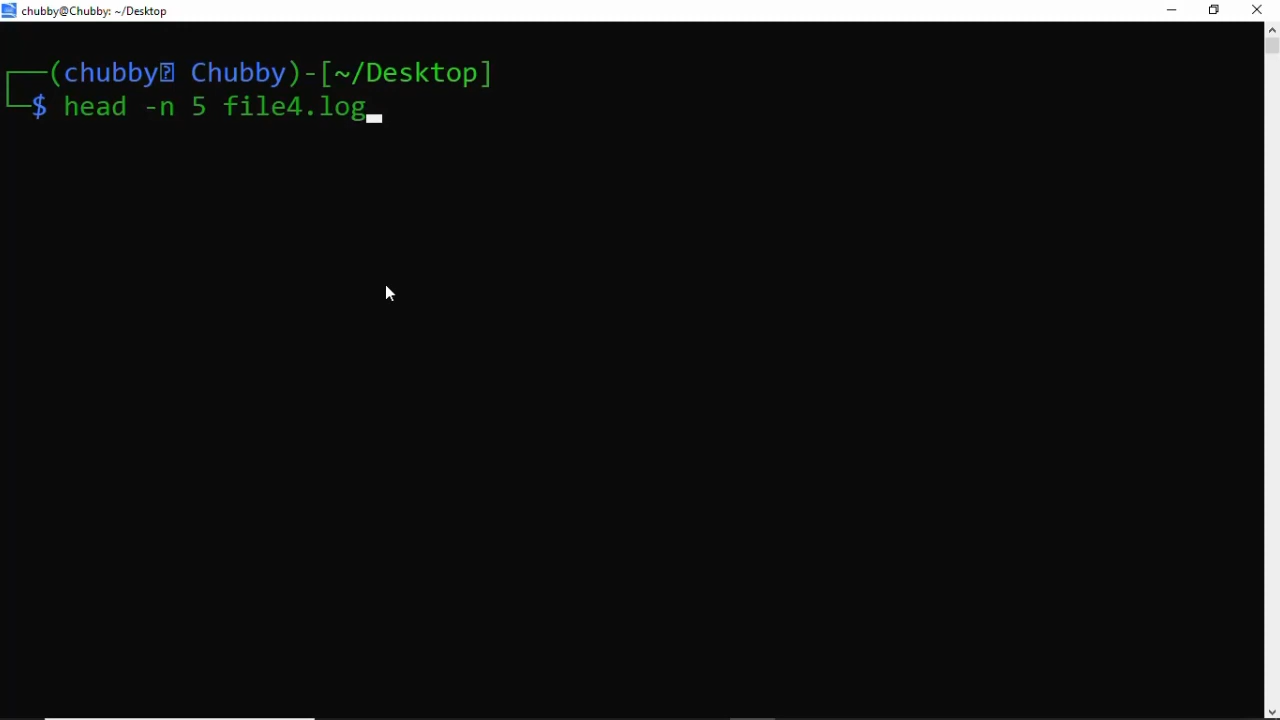 chubby@Chubby: ~/Desktop
┌──(chubby⍰ Chubby)-[~/Desktop]
└─$ head -n 5 file4.log